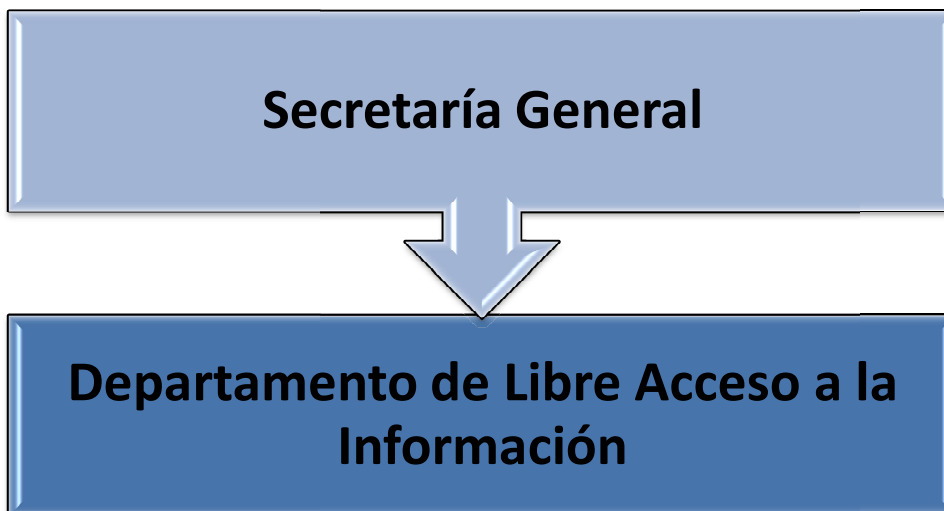 Secretaría General
Departamento de Libre Acceso a la
Información